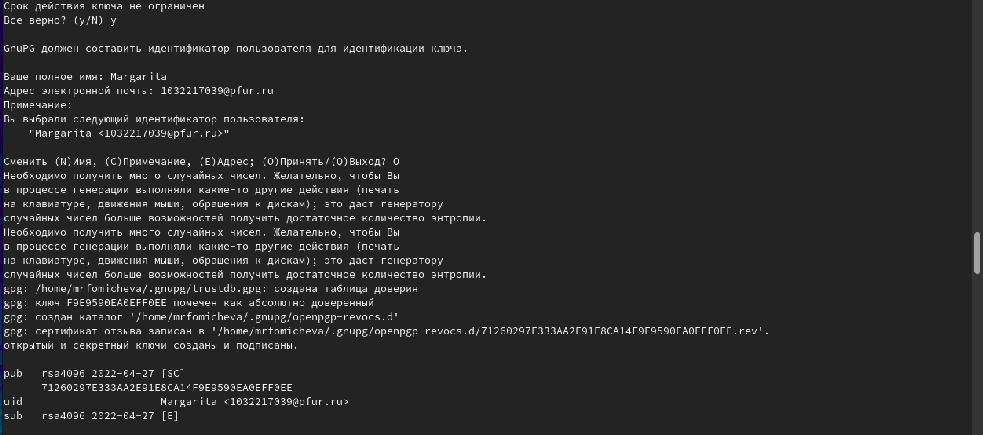 Срок действия ключа не ограничен
Все верно? (y/N) y
GnuPG должен составить идентификатор пользователя для идентификации ключа.
Ваше полное имя: Margarita
Адрес электронной почты: 1032217039@pfur.ru
Примечание:
Вы выбрали следующий идентификатор пользователя:
"Margarita <1032217039@pfur.ru>"
Сменить (N)Имя, (C)Примечание, (E)Адрес; (O)Принять/(Q)Выход? O
Необходимо получить много случайных чисел. Желательно, чтобы Вы
в процессе генерации выполняли какие-то другие действия (печать
на клавиатуре, движения мыши, обращения к дискам); это даст генератору
случайных чисел больше возможностей получить достаточное количество энтропии.
Необходимо получить много случайных чисел. Желательно, чтобы Вы
в процессе генерации выполняли какие-то другие действия (печать
на клавиатуре, движения мыши, обращения к дискам); это даст генератору
случайных чисел больше возможностей получить достаточное количество энтропии.
gpg: /home/mrfomicheva/.gnupg/trustdb.gpg: создана таблица доверия
gpg: ключ F9E9590EA0EFF0EE помечен как абсолютно доверенный
gpg: создан каталог '/home/mrfomicheva/.gnupg/openpgp-revocs.d'
gpg: сертификат отзыва записан в '/home/mrfomicheva/.gnupg/openpgp-revocs.d/71260297E333AA2E91E8CA14F9E9590EA0EFF0EE.rev'.
открытый и секретный ключи созданы и подписаны.
pub rsa4096 2022-04-27 [SC]
71260297E333AA2E91E8CA14F9E9590EA0EFF0EE
uid Margarita <1032217039@pfur.ru>
sub rsa4096 2022-04-27 [E]